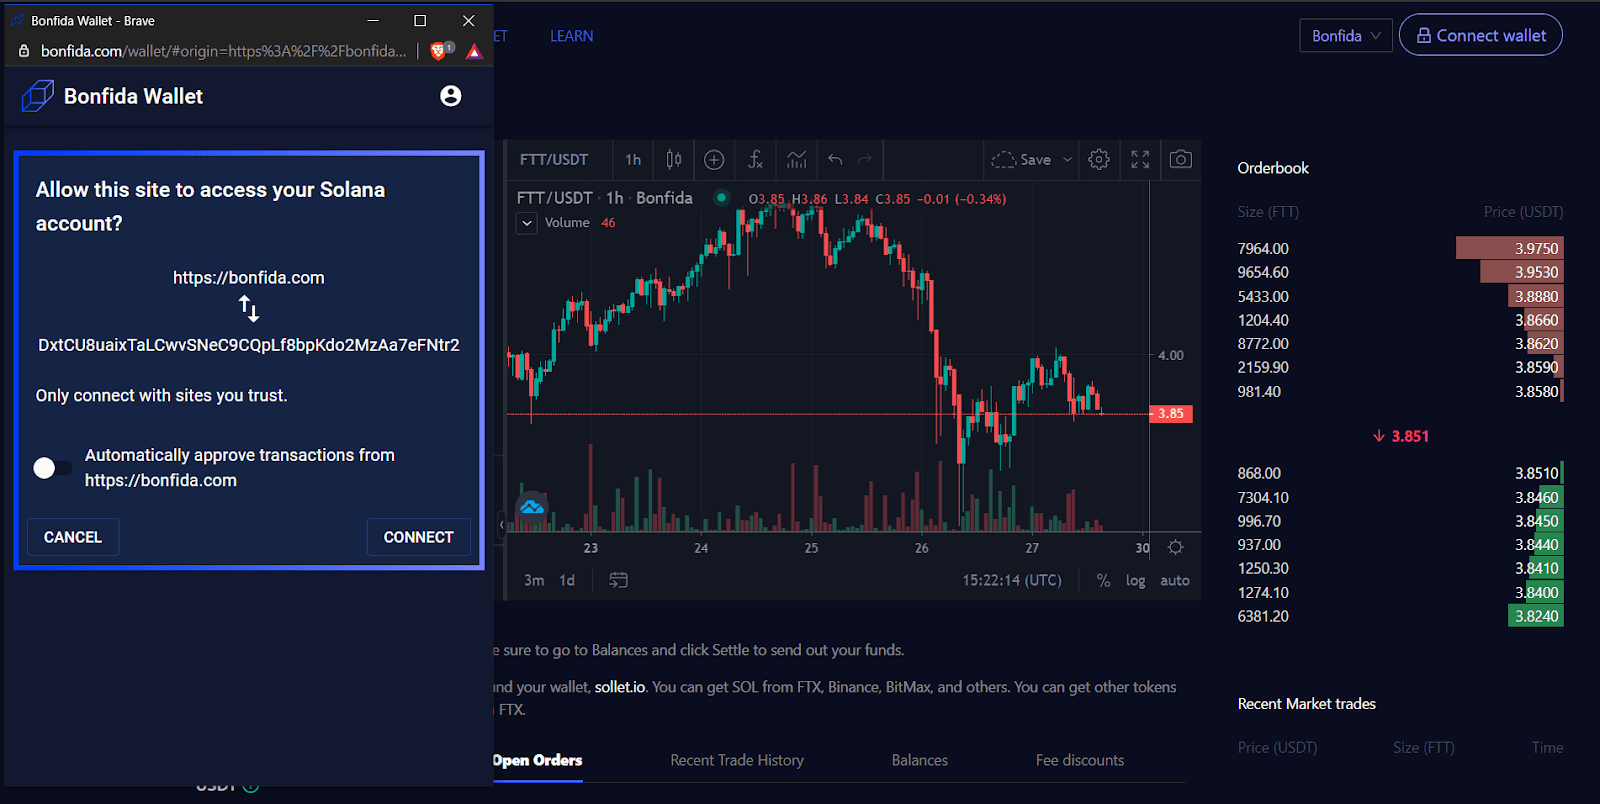 Bonfida Wallet - Brave
bonfida.com/wallet/#origin=https%3A%2F%2Fbonfida...
1
Bonfida Wallet
Allow this site to access your Solana
account?
https://bonfida.com
DxtCU8uaixTaLCwvSNeC9CQpLf8bpKdo2MzAa7eFNtr2
Only connect with sites you trust.
Automatically approve transactions from
https://bonfida.com
CANCEL
CONNECT
ET
LEARN
Bonfida
Connect wallet
FTT/USDT
1h
Save
FTT/USDT · 1h · Bonfida
O3.85 H3.86 L3.84 C3.85 -0.01 (-0.34%)
Volume 46
4.00
3.85
23 24 25 26 27 30
3m 1d
15:22:14 (UTC)
% log auto
Orderbook
Size (FTT) Price (USDT)
7964.00 3.9750
9654.60 3.9530
5433.00 3.8880
1204.40 3.8660
8772.00 3.8620
2159.90 3.8590
981.40 3.8580
3.851
868.00 3.8510
7304.10 3.8460
996.70 3.8450
937.00 3.8440
1250.30 3.8410
1274.10 3.8400
6381.20 3.8240
e sure to go to Balances and click Settle to send out your funds.
nd your wallet, sollet.io. You can get SOL from FTX, Binance, BitMax, and others. You can get other tokens
FTX.
Open Orders
Recent Trade History
Balances
Fee discounts
Recent Market trades
Price (USDT) Size (FTT) Time
USDT